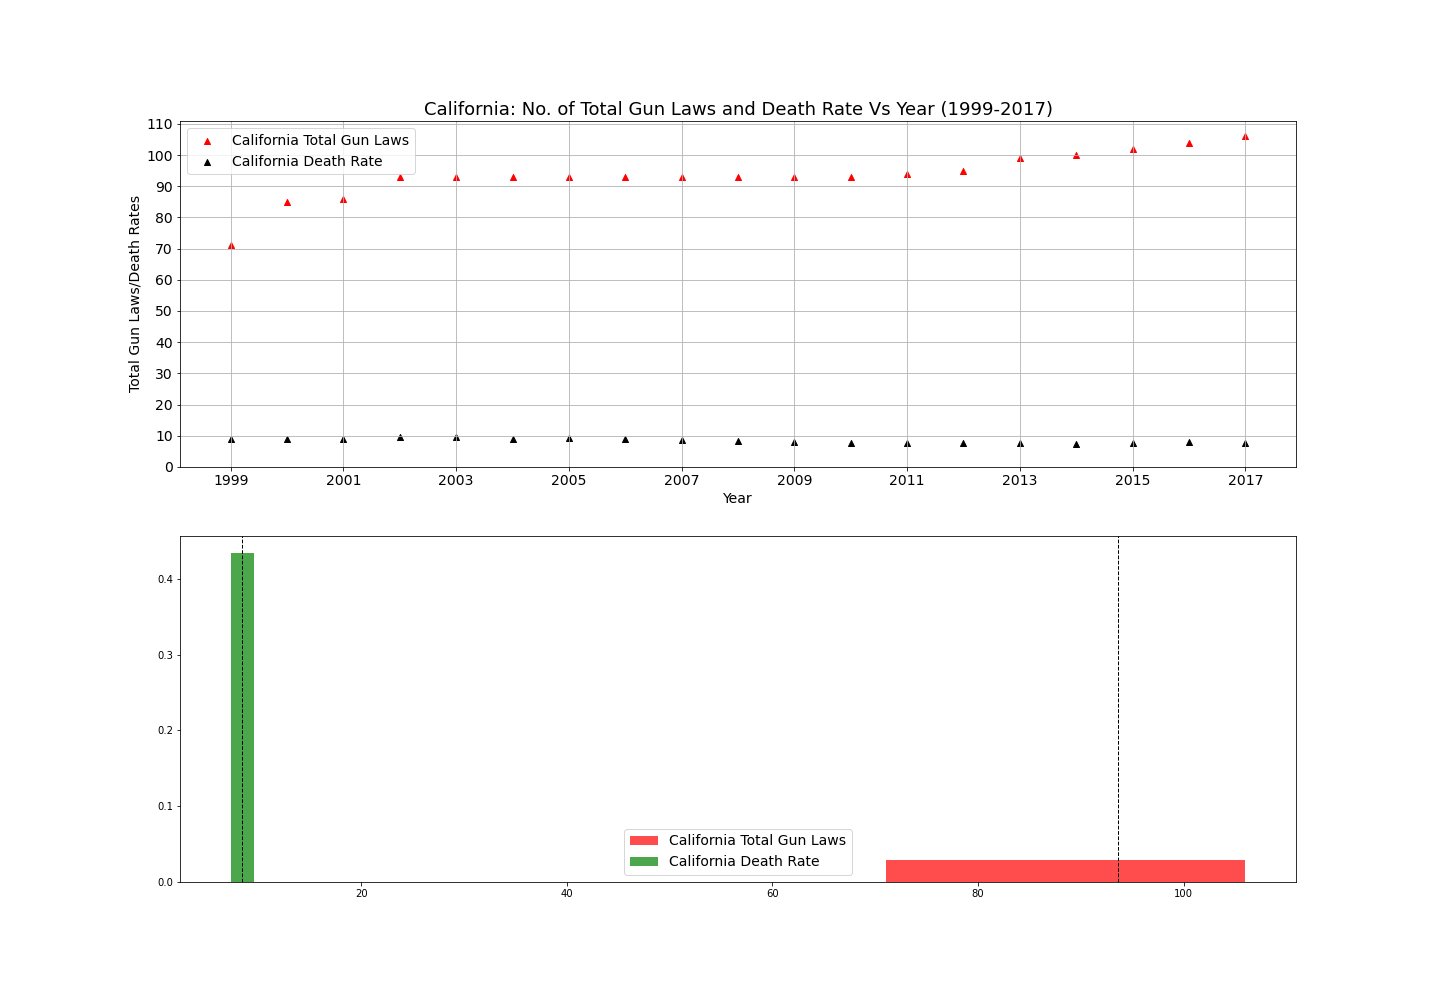 California: No. of Total Gun Laws and Death Rate Vs Year (1999-2017)
110
100
90
80
70
60
50
40
30
20
10
0
Total Gun Laws/Death Rates
California Total Gun Laws
California Death Rate
1999 2001 2003 2005 2007 2009 2011 2013 2015 2017
Year
0.4
0.3
0.2
0.1
0.0
California Total Gun Laws
California Death Rate
20 40 60 80 100